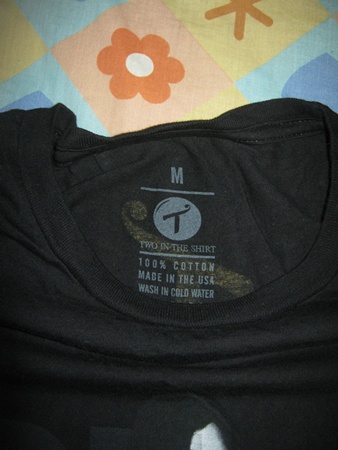 M
T
TWO IN THE SHIRT
100% COTTON
MADE IN THE USA
WASH IN COLD WATER